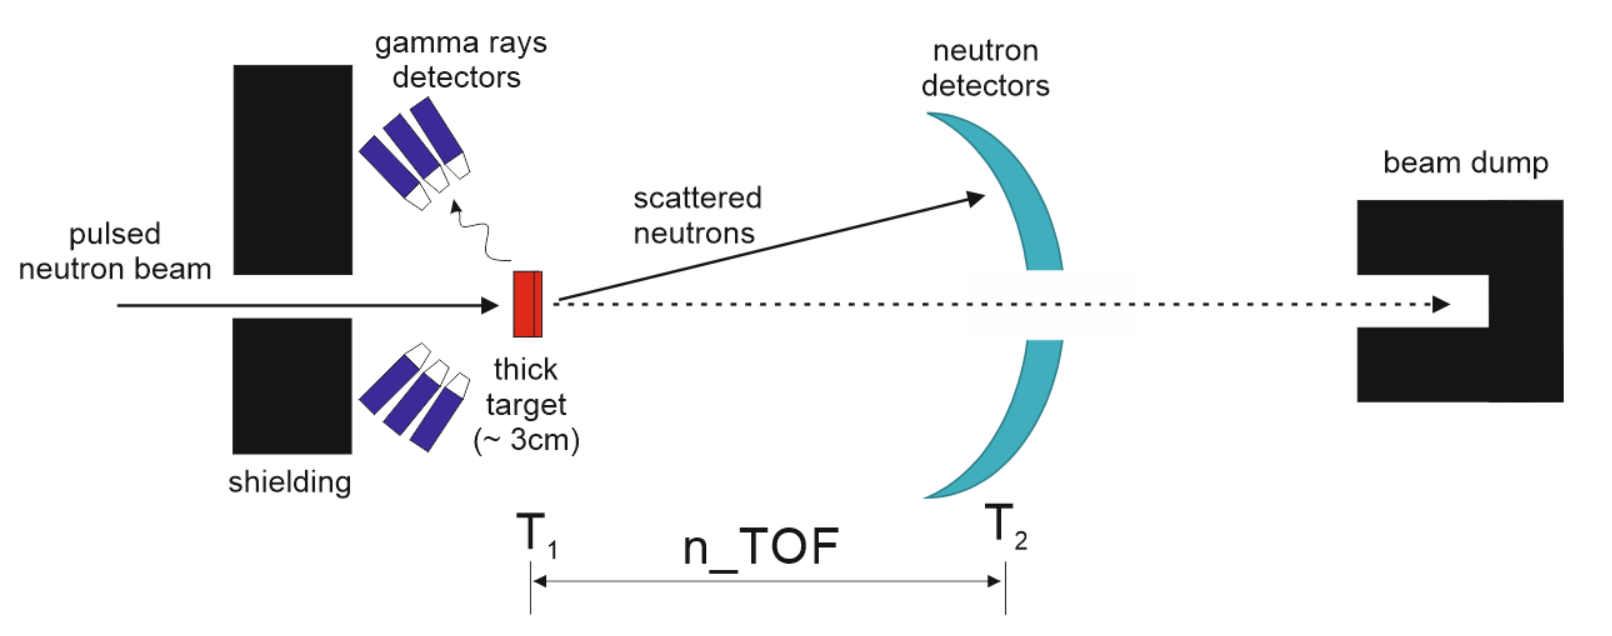 gamma rays
detectors
neutron
detectors
beam dump
scattered
neutrons
pulsed
neutron beam
thick
target
(~ 3cm)
shielding
T1
n_TOF
T2